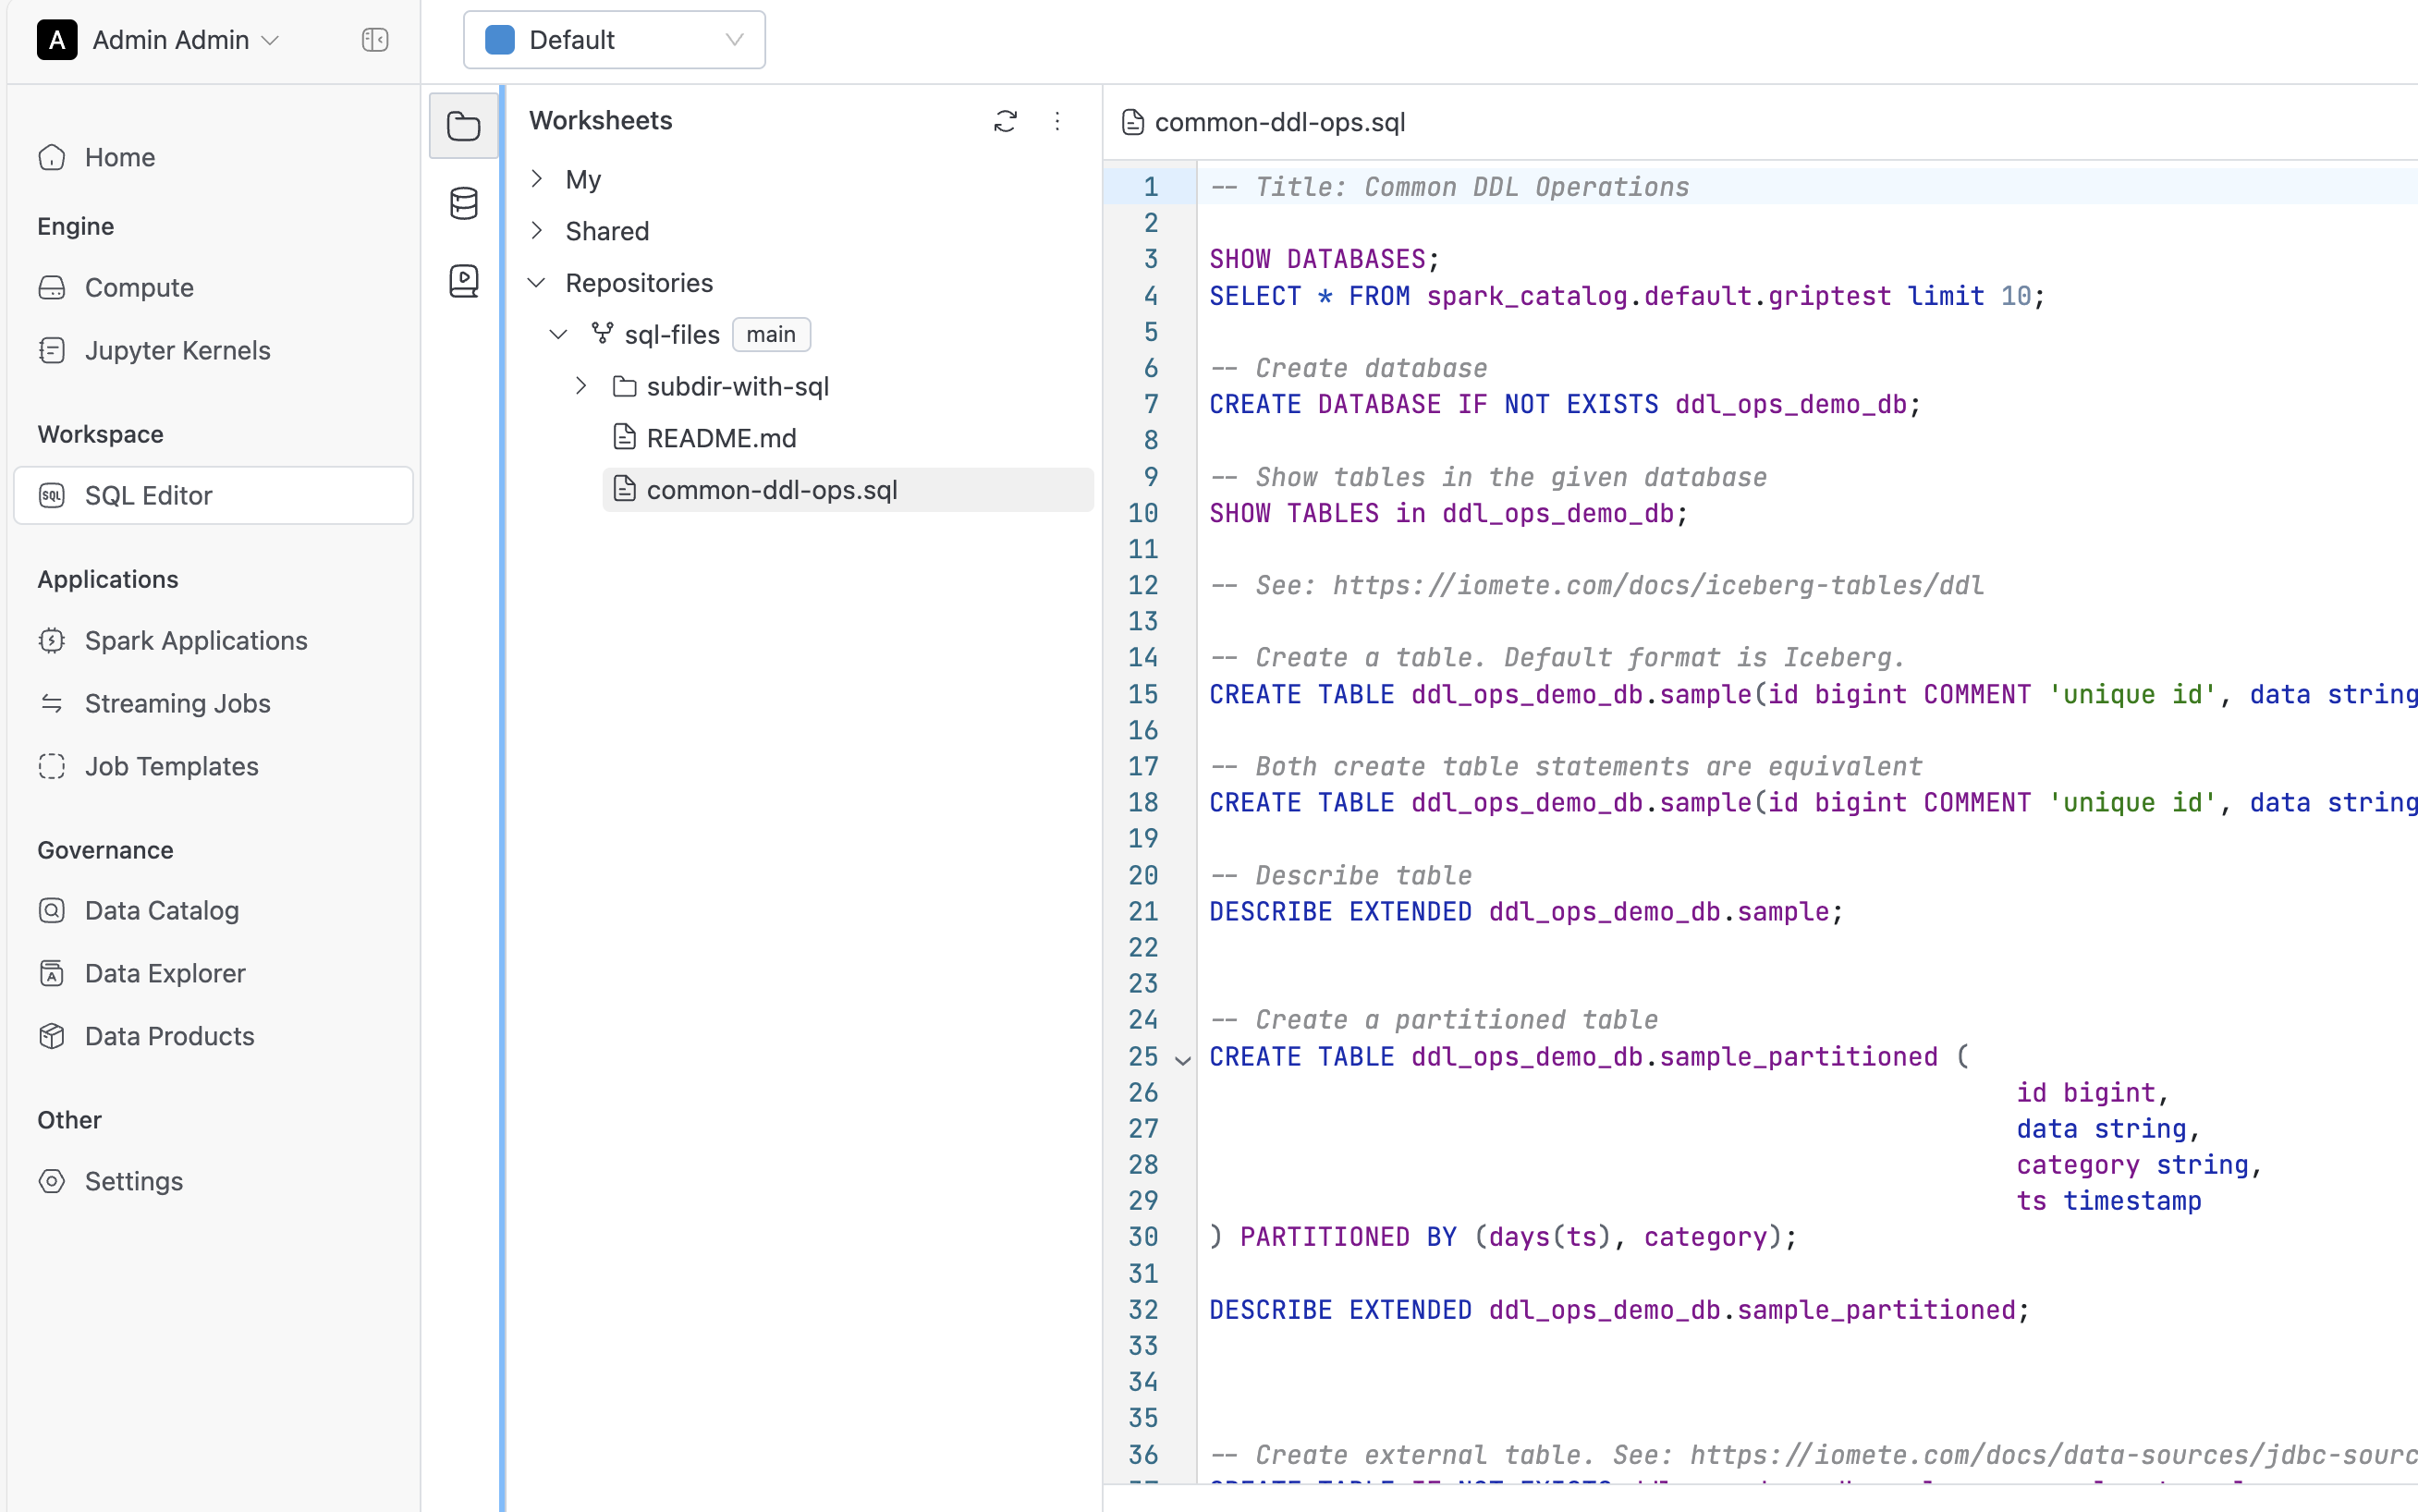 A Admin Admin
Default
Home
Engine
Compute
Jupyter Kernels
Workspace
SQL SQL Editor
Applications
Spark Applications
Streaming Jobs
Job Templates
Governance
Data Catalog
Data Explorer
Data Products
Other
Settings
Worksheets
My
Shared
Repositories
sql-files main
subdir-with-sql
README.md
common-ddl-ops.sql
common-ddl-ops.sql
1 -- Title: Common DDL Operations
2
3 SHOW DATABASES;
4 SELECT * FROM spark_catalog.default.griptest limit 10;
5
6 -- Create database
7 CREATE DATABASE IF NOT EXISTS ddl_ops_demo_db;
8
9 -- Show tables in the given database
10 SHOW TABLES in ddl_ops_demo_db;
11
12 -- See: https://iomete.com/docs/iceberg-tables/ddl
13
14 -- Create a table. Default format is Iceberg.
15 CREATE TABLE ddl_ops_demo_db.sample(id bigint COMMENT 'unique id', data string
16
17 -- Both create table statements are equivalent
18 CREATE TABLE ddl_ops_demo_db.sample(id bigint COMMENT 'unique id', data string
19
20 -- Describe table
21 DESCRIBE EXTENDED ddl_ops_demo_db.sample;
22
23
24 -- Create a partitioned table
25 CREATE TABLE ddl_ops_demo_db.sample_partitioned (
26 id bigint,
27 data string,
28 category string,
29 ts timestamp
30 ) PARTITIONED BY (days(ts), category);
31
32 DESCRIBE EXTENDED ddl_ops_demo_db.sample_partitioned;
33
34
35
36 -- Create external table. See: https://iomete.com/docs/data-sources/jdbc-sourc